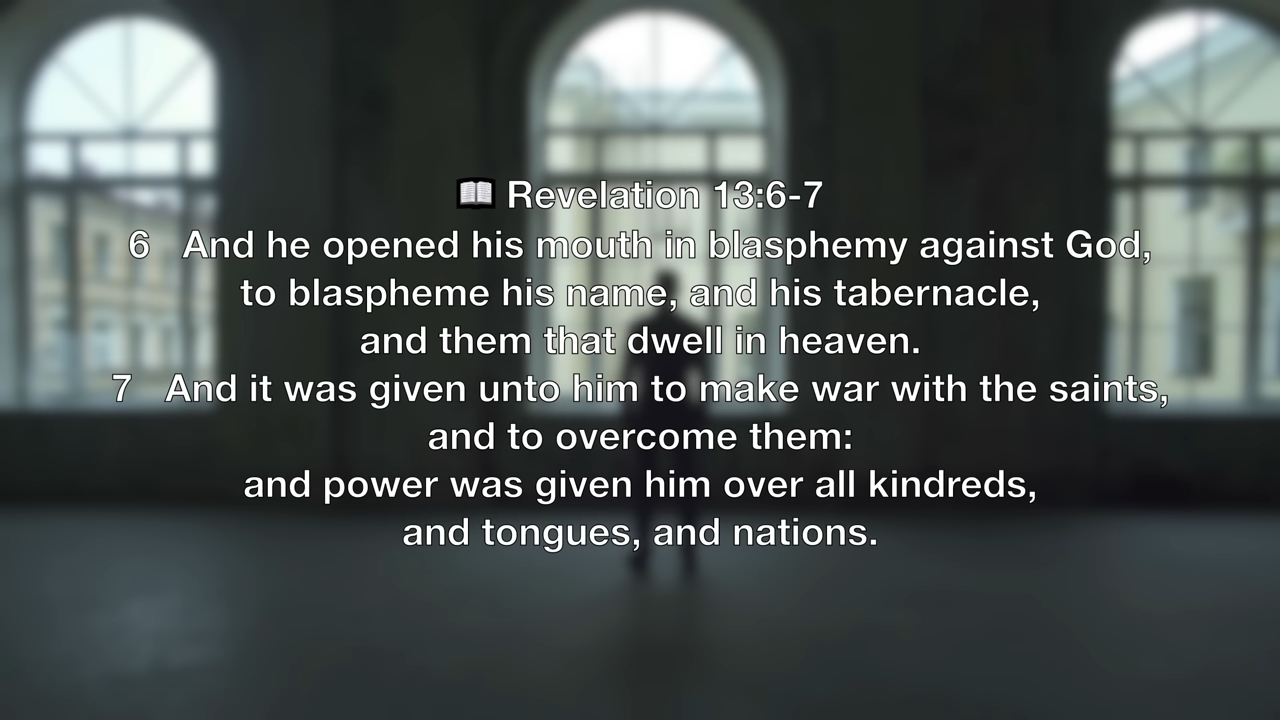 📖 Revelation 13:6-7
6 And he opened his mouth in blasphemy against God,
to blaspheme his name, and his tabernacle,
and them that dwell in heaven.
7 And it was given unto him to make war with the saints,
and to overcome them:
and power was given him over all kindreds,
and tongues, and nations.